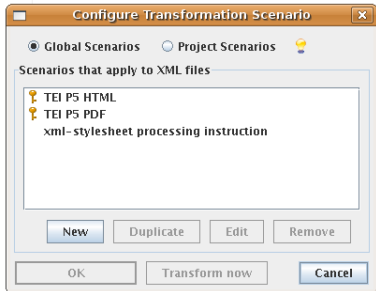 Configure Transformation Scenario
Global Scenarios Project Scenarios
Scenarios that apply to XML files
TEI P5 HTML
TEI P5 PDF
xml-stylesheet processing instruction
New Duplicate Edit Remove
OK Transform now Cancel